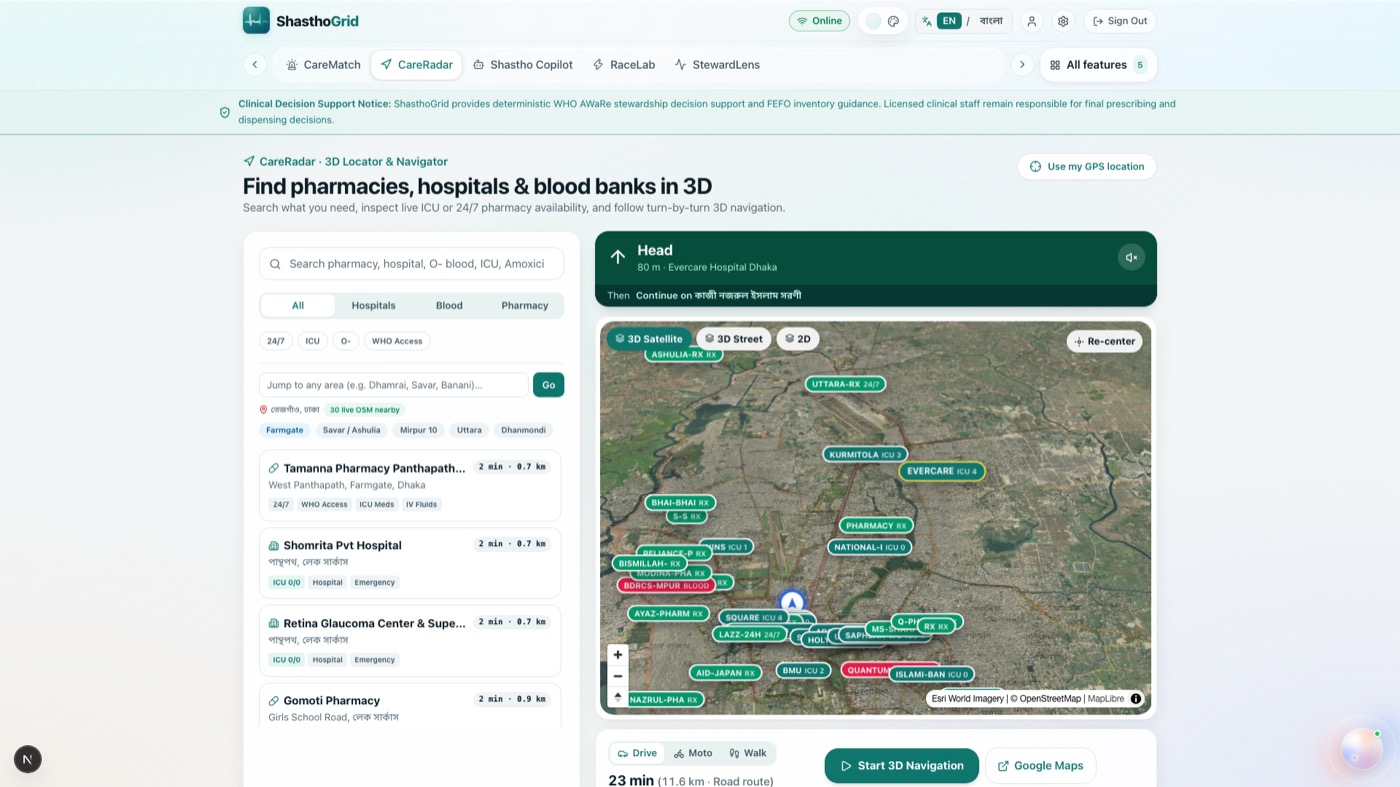 ShasthoGrid
Online
EN / বাংলা
Sign Out
CareMatch
CareRadar
Shastho Copilot
RaceLab
StewardLens
All features 5
Clinical Decision Support Notice: ShasthoGrid provides deterministic WHO AWaRe stewardship decision support and FEFO inventory guidance. Licensed clinical staff remain responsible for final prescribing and
dispensing decisions.
CareRadar · 3D Locator & Navigator
Find pharmacies, hospitals & blood banks in 3D
Search what you need, inspect live ICU or 24/7 pharmacy availability, and follow turn-by-turn 3D navigation.
Use my GPS location
Search pharmacy, hospital, O- blood, ICU, Amoxici
All
Hospitals
Blood
Pharmacy
24/7
ICU
O-
WHO Access
Jump to any area (e.g. Dhamrai, Savar, Banani)...
Go
তেজগাঁও, ঢাকা
30 live OSM nearby
Farmgate
Savar / Ashulia
Mirpur 10
Uttara
Dhanmondi
Tamanna Pharmacy Panthapath...
2 min · 0.7 km
West Panthapath, Farmgate, Dhaka
24/7
WHO Access
ICU Meds
IV Fluids
Shomrita Pvt Hospital
2 min · 0.7 km
পান্থপথ, লেক সার্কাস
ICU 0/0
Hospital
Emergency
Retina Glaucoma Center & Supe...
2 min · 0.7 km
পান্থপথ, লেক সার্কাস
ICU 0/0
Hospital
Emergency
Gomoti Pharmacy
2 min · 0.9 km
Girls School Road, লেক সার্কাস
Head
80 m · Evercare Hospital Dhaka
Then Continue on কাজী নজরুল ইসলাম সরণী
3D Satellite
3D Street
2D
Re-center
ASHULIA-RX RX
UTTARA-RX 24/7
KURMITOLA ICU 3
EVERCARE ICU 4
BHAI-BHAI RX
S-S RX
PHARMACY RX
NATIONAL-I ICU 0
INS ICU 1
RELIANCE-P RX
BISMILLAH- RX
MODINA-PHA RX
BDRCS-MPUR BLOOD
RX
AYAZ-PHARM RX
SQUARE ICU 4
LAZZ-24H 24/7
HOLY
SAPH
MS-S
Q-PH
RX RX
AID-JAPAN RX
BMU ICU 2
QUANTUM
ISLAMI-BAN ICU 0
NAZRUL-PHA RX
Esri World Imagery | © OpenStreetMap | MapLibre
Drive
Moto
Walk
23 min (11.6 km · Road route)
Start 3D Navigation
Google Maps
N